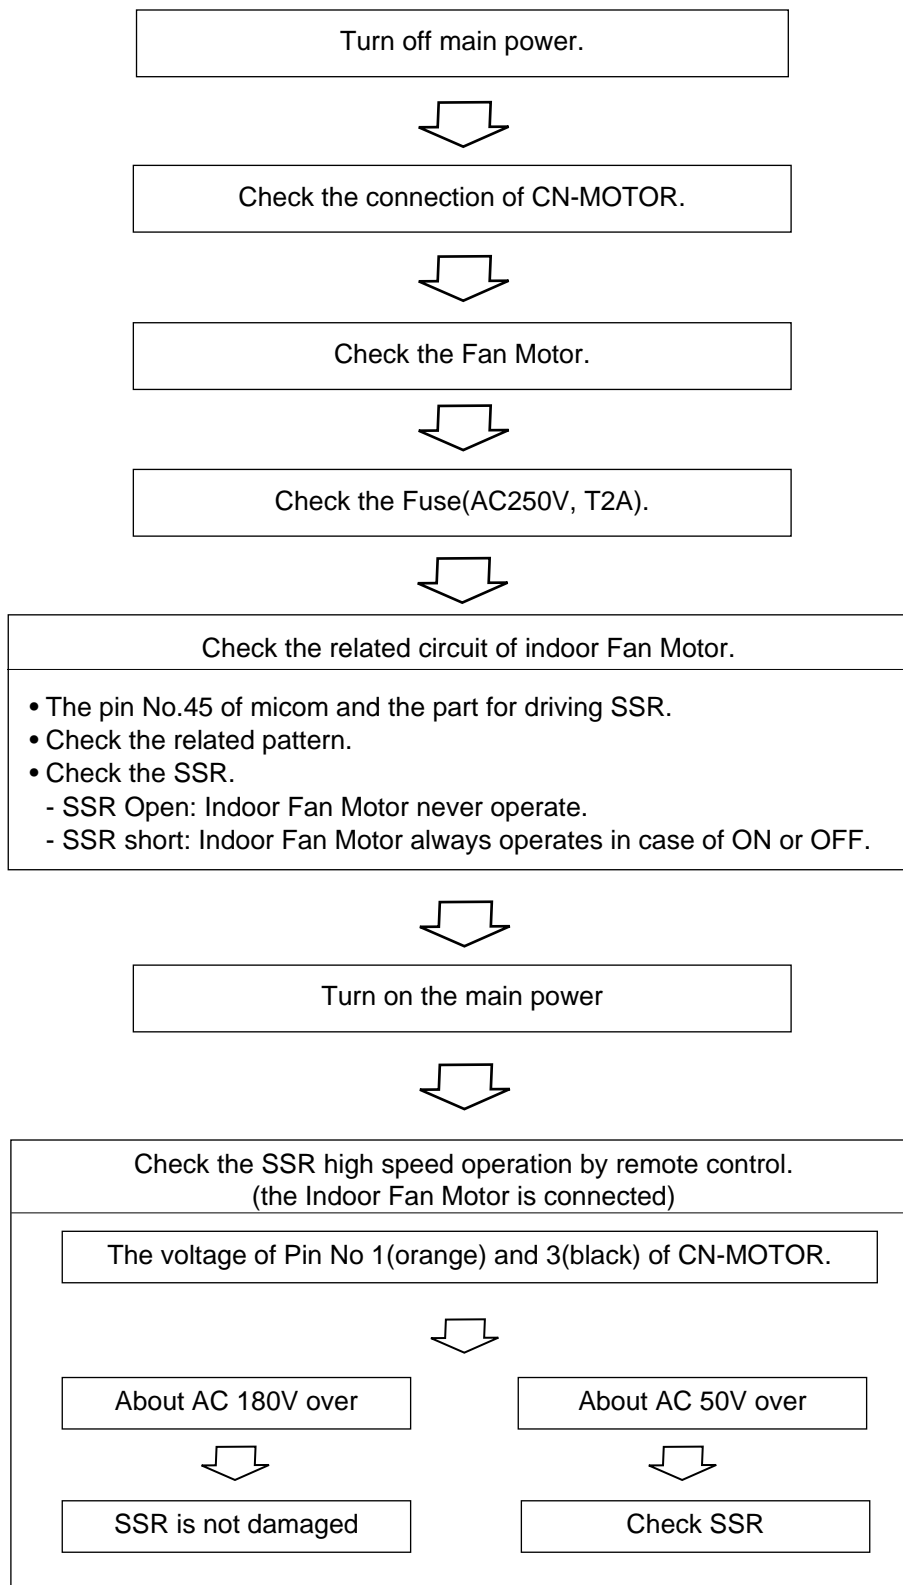 Turn off main power.
Check the connection of CN-MOTOR.
Check the Fan Motor.
Check the Fuse(AC250V, T2A).
Check the related circuit of indoor Fan Motor.
• The pin No.45 of micom and the part for driving SSR.
• Check the related pattern.
• Check the SSR.
- SSR Open: Indoor Fan Motor never operate.
- SSR short: Indoor Fan Motor always operates in case of ON or OFF.
Turn on the main power
Check the SSR high speed operation by remote control.
(the Indoor Fan Motor is connected)
The voltage of Pin No 1(orange) and 3(black) of CN-MOTOR.
About AC 180V over
About AC 50V over
SSR is not damaged
Check SSR